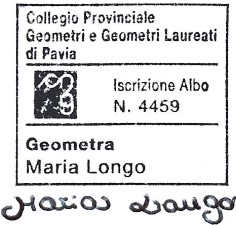 Collegio Provinciale
Geometri e Geometri Laureati
di Pavia
Iscrizione Albo
N. 4459
Geometra
Maria Longo
Maria Longo